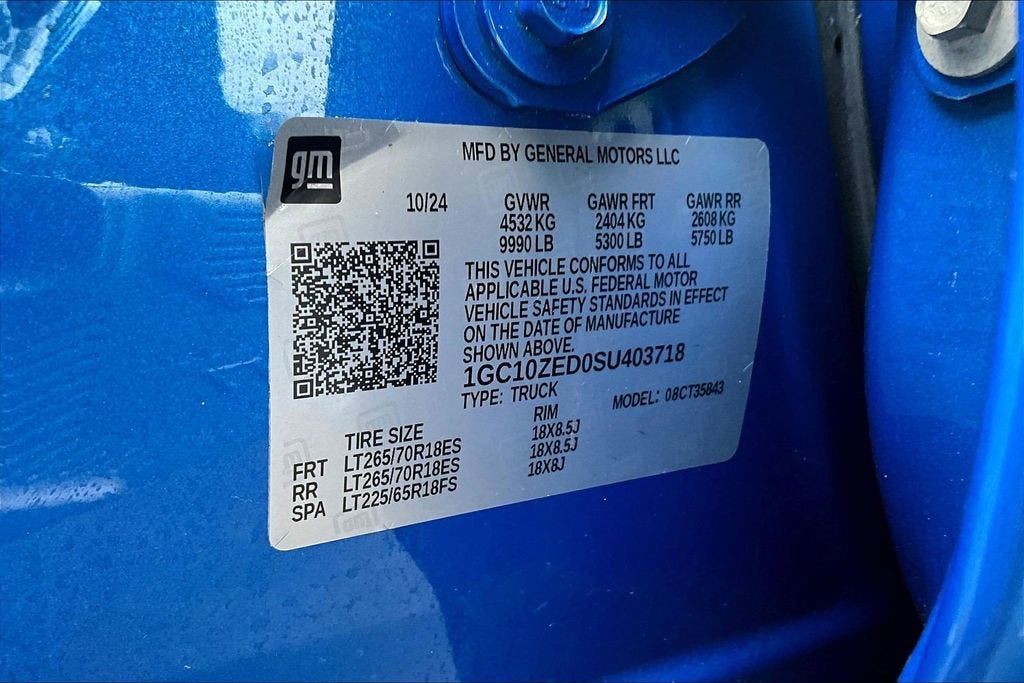 gm
MFD BY GENERAL MOTORS LLC
10/24 GVWR GAWR FRT GAWR RR
4532 KG 2404 KG 2608 KG
9990 LB 5300 LB 5750 LB
THIS VEHICLE CONFORMS TO ALL
APPLICABLE U.S. FEDERAL MOTOR
VEHICLE SAFETY STANDARDS IN EFFECT
ON THE DATE OF MANUFACTURE
SHOWN ABOVE.
1GC10ZED0SU403718
TYPE: TRUCK MODEL: 08CT35843
TIRE SIZE RIM
FRT LT265/70R18ES 18X8.5J
RR LT265/70R18ES 18X8.5J
SPA LT225/65R18FS 18X8J